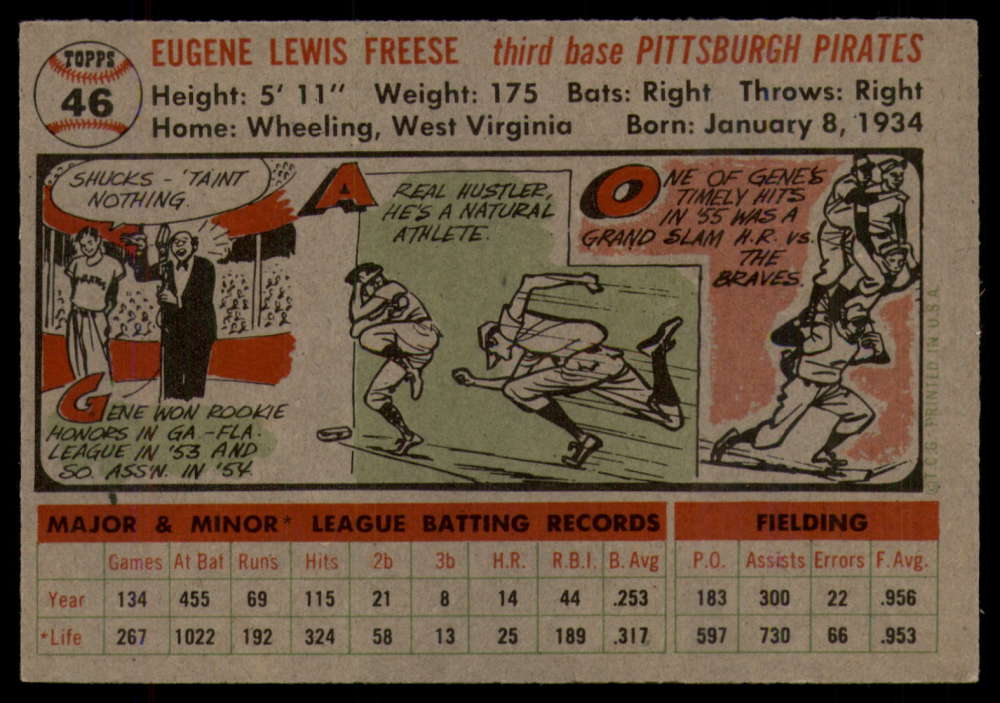 TOPPS
46
EUGENE LEWIS FREESE third base PITTSBURGH PIRATES
Height: 5' 11" Weight: 175 Bats: Right Throws: Right
Home: Wheeling, West Virginia Born: January 8, 1934
SHUCKS - 'TAINT
NOTHING.
PIRATES
GENE WON ROOKIE
HONORS IN GA.-FLA.
LEAGUE IN '53 AND
SO. ASS'N. IN '54.
A
REAL HUSTLER,
HE'S A NATURAL
ATHLETE.
ONE OF GENE'S
TIMELY HITS
IN '55 WAS A
GRAND SLAM H.R. VS.
THE
BRAVES.
T.C.G. PRINTED IN U.S.A.
MAJOR & MINOR* LEAGUE BATTING RECORDS FIELDING
Games At Bat Runs Hits 2b 3b H.R. R.B.I. B. Avg P.O. Assists Errors F. Avg.
Year 134 455 69 115 21 8 14 44 .253 183 300 22 .956
*Life 267 1022 192 324 58 13 25 189 .317 597 730 66 .953